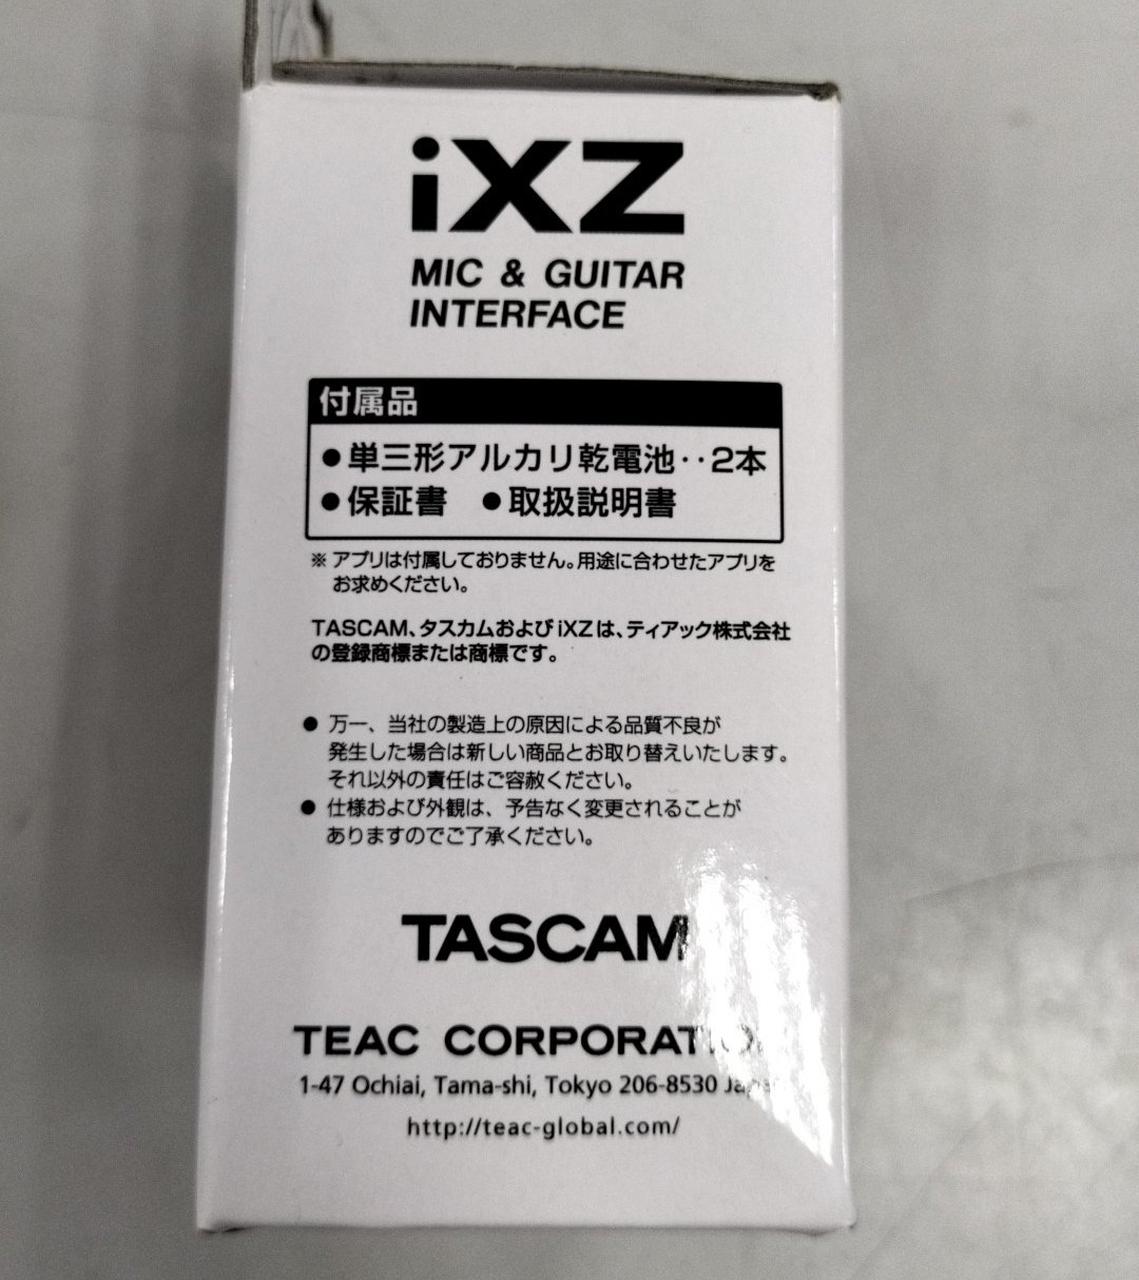 iXZ
MIC & GUITAR
INTERFACE
付属品
●単三形アルカリ乾電池‥2本
●保証書 ●取扱説明書
※ アプリは付属しておりません。用途に合わせたアプリを
お求めください。
TASCAM、タスカムおよびiXZは、ティアック株式会社
の登録商標または商標です。
● 万一、当社の製造上の原因による品質不良が
発生した場合は新しい商品とお取り替えいたします。
それ以外の責任はご容赦ください。
● 仕様および外観は、予告なく変更されることが
ありますのでご了承ください。
TASCAM
TEAC CORPORATION
1-47 Ochiai, Tama-shi, Tokyo 206-8530 Japan
http://teac-global.com/